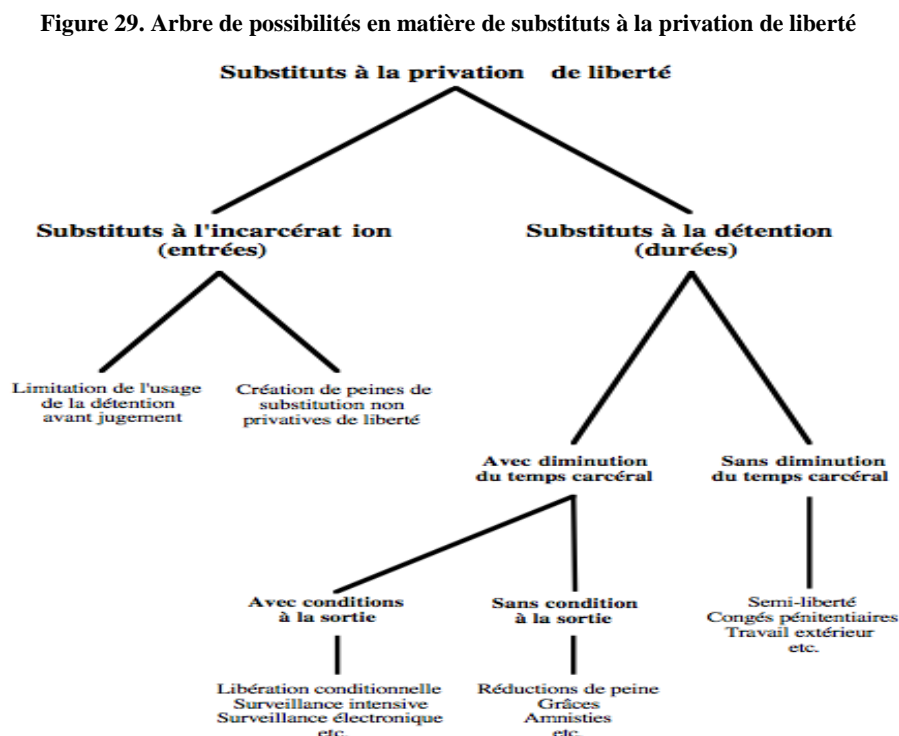 Figure 29. Arbre de possibilités en matière de substituts à la privation de liberté
Substituts à la privation de liberté
Substituts à l'incarcérat ion
(entrées)
Substituts à la détention
(durées)
Limitation de l'usage
de la détention
avant jugement
Création de peines de
substitution non
privatives de liberté
Avec diminution
du temps carcéral
Sans diminution
du temps carcéral
Avec conditions
à la sortie
Sans condition
à la sortie
Semi-liberté
Congés pénitentiaires
Travail extérieur
etc.
Libération conditionnelle
Surveillance intensive
Surveillance électronique
etc.
Réductions de peine
Grâces
Amnisties
etc.